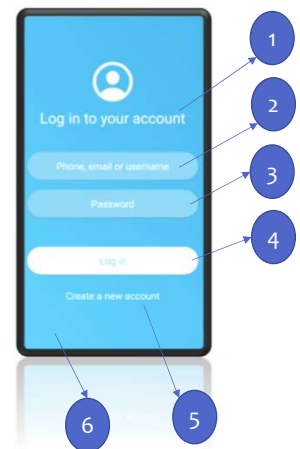 1
Log in to your account
2
Phone, email or username
3
Password
4
Log in
Create a new account
6
5